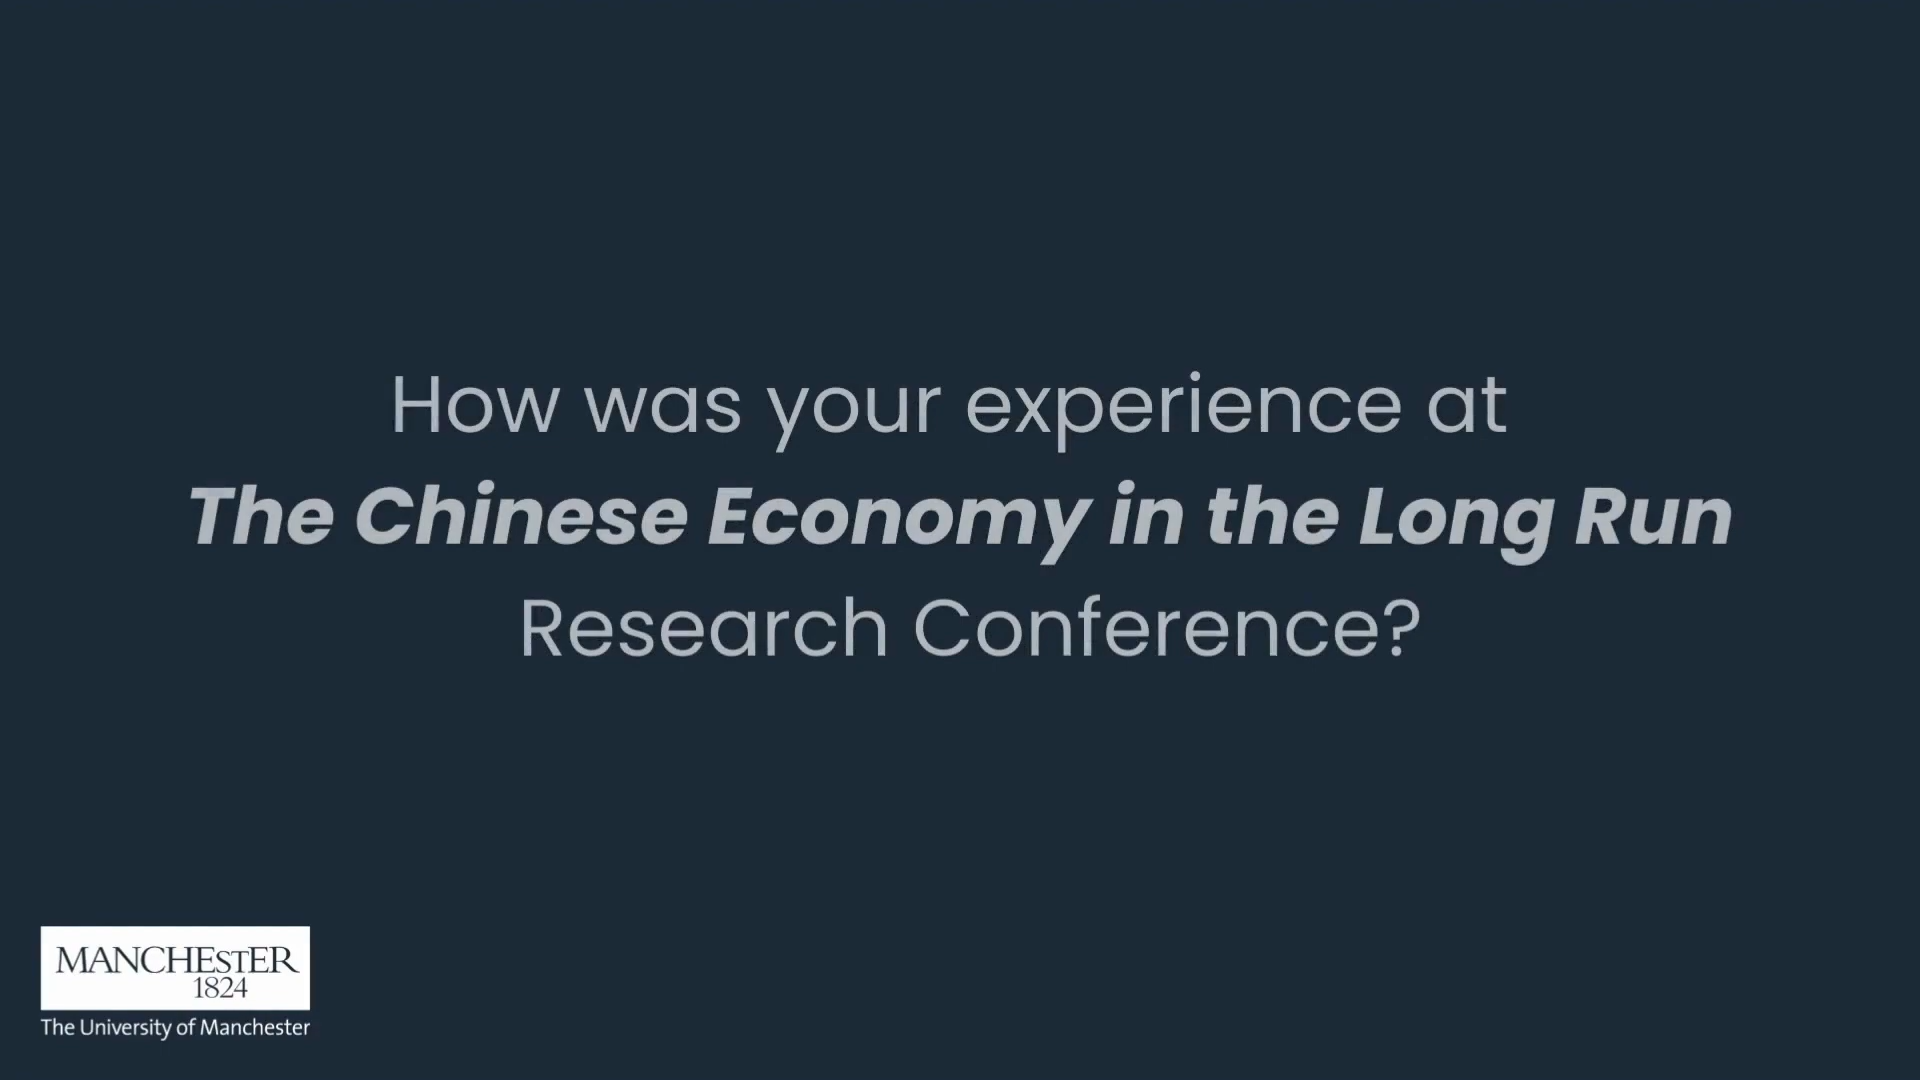 How was your experience at
The Chinese Economy in the Long Run
Research Conference?
MANCHESTER
1824
The University of Manchester